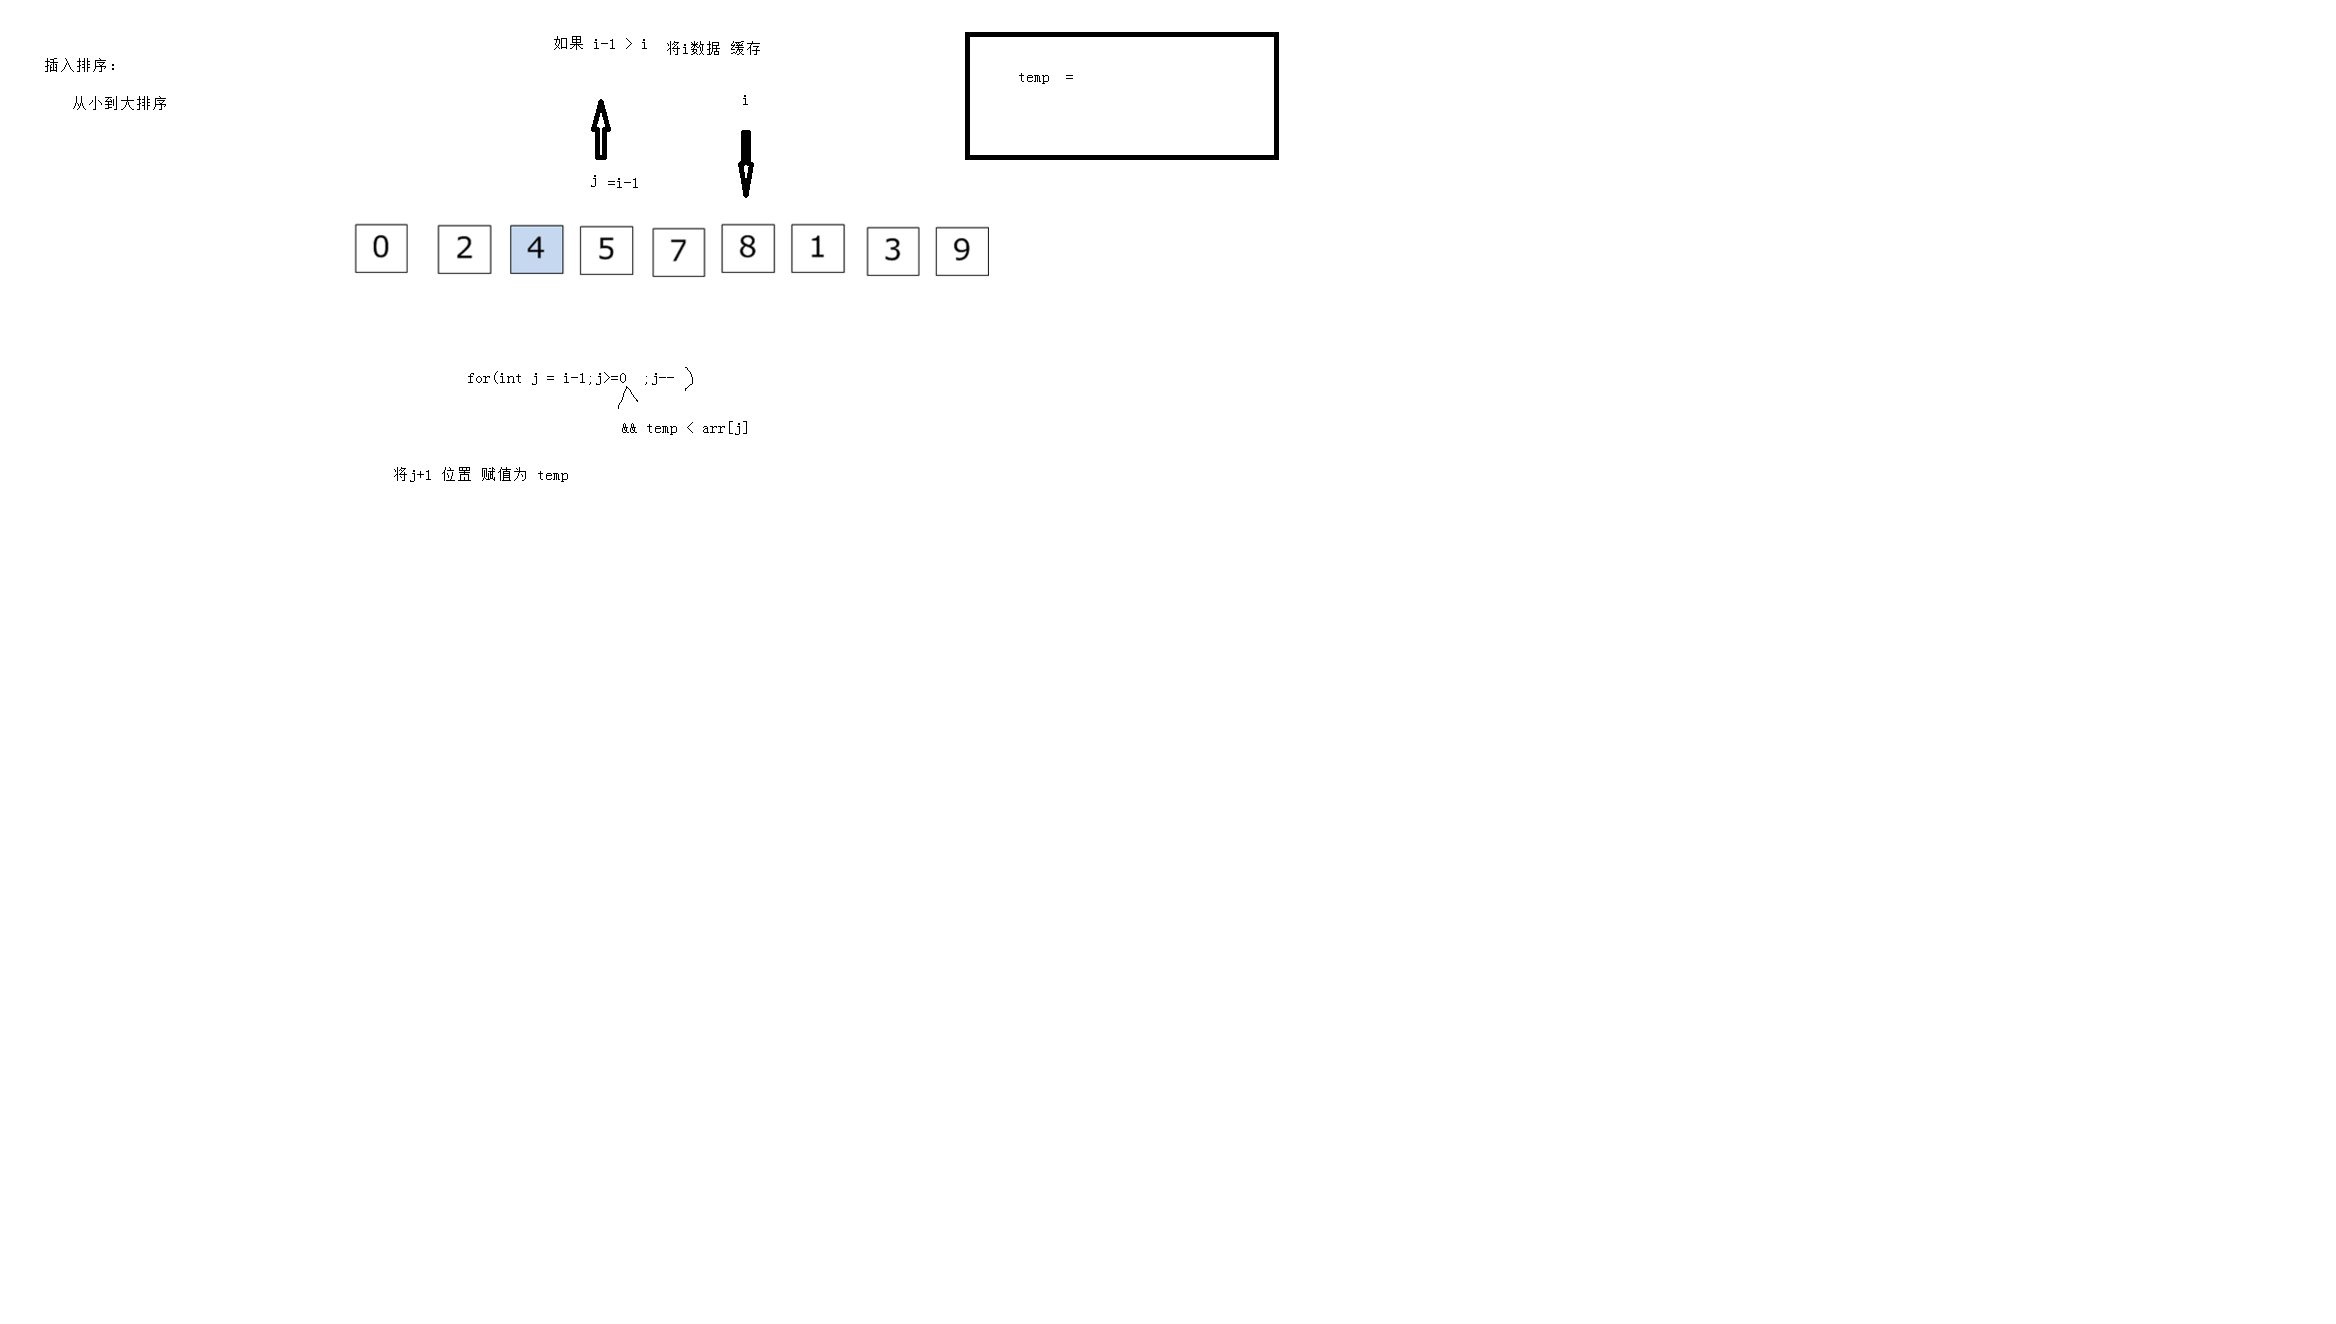 插入排序：
从小到大排序
如果 i-1 > i 将i数据 缓存
i
j =i-1
temp =
0 2 4 5 7 8 1 3 9
for(int j = i-1;j>=0 ;j-- )
&& temp < arr[j]
将j+1 位置 赋值为 temp